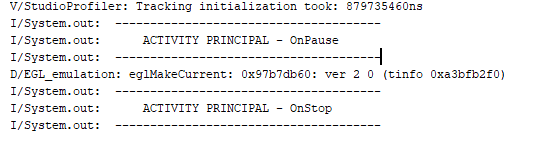 V/StudioProfiler: Tracking initialization took: 879735460ns
I/System.out: --------------------------------------
I/System.out:     ACTIVITY PRINCIPAL - OnPause
I/System.out: --------------------------------------
D/EGL_emulation: eglMakeCurrent: 0x97b7db60: ver 2 0 (tinfo 0xa3bfb2f0)
I/System.out: --------------------------------------
I/System.out:     ACTIVITY PRINCIPAL - OnStop
I/System.out: --------------------------------------